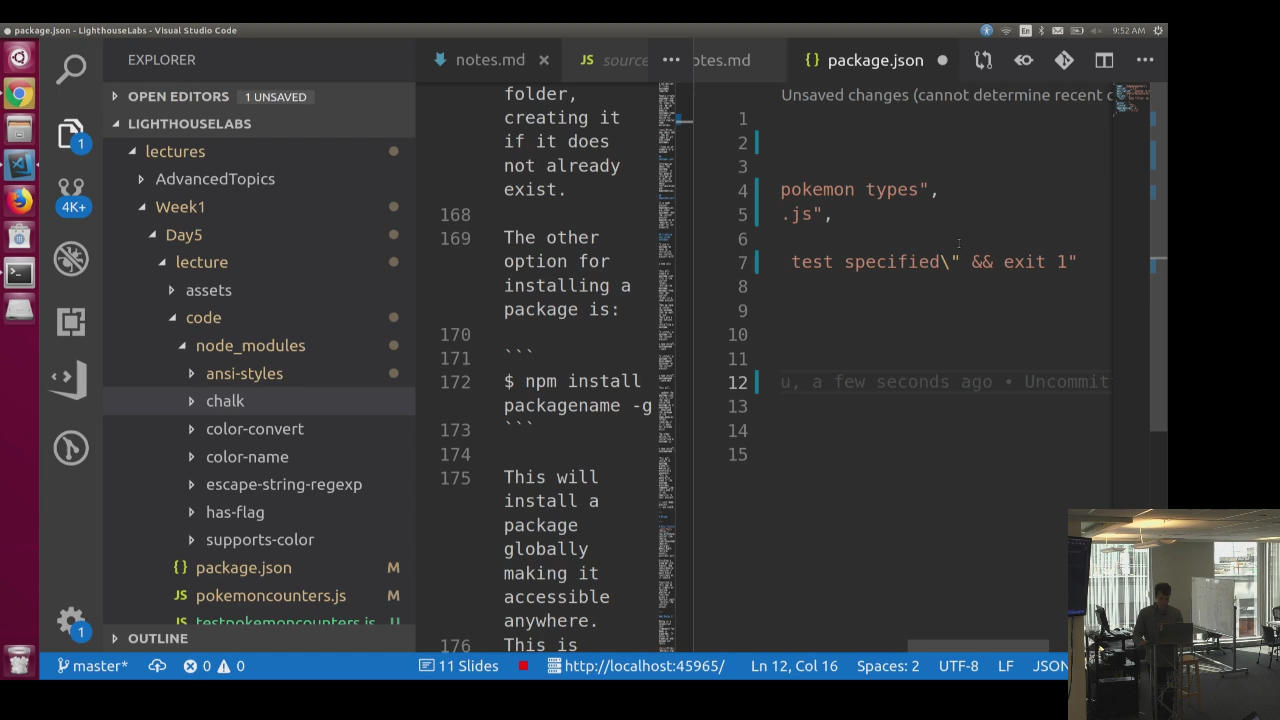 package.json - LighthouseLabs - Visual Studio Code
En
9:52 AM
EXPLORER
notes.md
JS source
otes.md
{} package.json
OPEN EDITORS 1 UNSAVED
LIGHTHOUSELABS
lectures
AdvancedTopics
Week1
Day5
lecture
assets
code
node_modules
ansi-styles
chalk
color-convert
color-name
escape-string-regexp
has-flag
supports-color
{} package.json M
JS pokemoncounters.js M
testpokemoncounters.js U
OUTLINE
1
4K+
1
folder,
creating it
if it does
not already
exist.
168
169 The other
option for
installing a
package is:
170
171 ```
172 $ npm install
packagename -g
173 ```
174
175 This will
install a
package
globally
making it
accessible
anywhere.
176 This is
Unsaved changes (cannot determine recent c
1
2
3
4 pokemon types",
5 .js",
6
7 test specified\" && exit 1"
8
9
10
11
12 u, a few seconds ago • Uncommit
13
14
15
master* 0 0 11 Slides http://localhost:45965/ Ln 12, Col 16 Spaces: 2 UTF-8 LF JSON